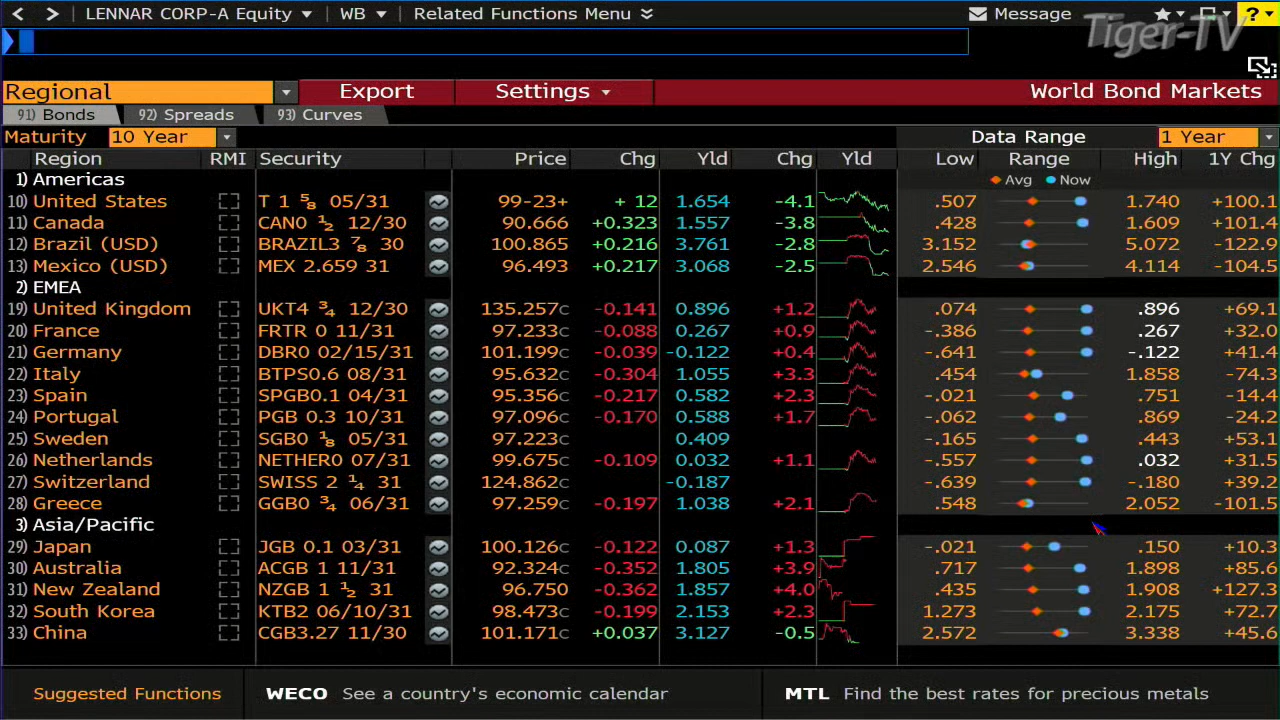 LENNAR CORP-A Equity WB Related Functions Menu Message ?
Tiger-TV
Regional Export Settings World Bond Markets
91) Bonds 92) Spreads 93) Curves
Maturity 10 Year Data Range 1 Year
Region RMI Security Price Chg Yld Chg Yld Low Range High 1Y Chg
1) Americas Avg Now
10) United States T 1 ⅝ 05/31 99-23+ + 12 1.654 -4.1 .507 1.740 +100.1
11) Canada CAN0 ½ 12/30 90.666 +0.323 1.557 -3.8 .428 1.609 +101.4
12) Brazil (USD) BRAZIL3 ⅞ 30 100.865 +0.216 3.761 -2.8 3.152 5.072 -122.9
13) Mexico (USD) MEX 2.659 31 96.493 +0.217 3.068 -2.5 2.546 4.114 -104.5
2) EMEA
19) United Kingdom UKT4 ¾ 12/30 135.257c -0.141 0.896 +1.2 .074 .896 +69.1
20) France FRTR 0 11/31 97.233c -0.088 0.267 +0.9 -.386 .267 +32.0
21) Germany DBR0 02/15/31 101.199c -0.039 -0.122 +0.4 -.641 -.122 +41.4
22) Italy BTPS0.6 08/31 95.632c -0.304 1.055 +3.3 .454 1.858 -74.3
23) Spain SPGB0.1 04/31 95.356c -0.217 0.582 +2.3 -.021 .751 -14.4
24) Portugal PGB 0.3 10/31 97.096c -0.170 0.588 +1.7 -.062 .869 -24.2
25) Sweden SGB0 ⅛ 05/31 97.223c 0.409 -.165 .443 +53.1
26) Netherlands NETHER0 07/31 99.675c -0.109 0.032 +1.1 -.557 .032 +31.5
27) Switzerland SWISS 2 ¼ 31 124.862c -0.187 -.639 -.180 +39.2
28) Greece GGB0 ¾ 06/31 97.259c -0.197 1.038 +2.1 .548 2.052 -101.5
3) Asia/Pacific
29) Japan JGB 0.1 03/31 100.126c -0.122 0.087 +1.3 -.021 .150 +10.3
30) Australia ACGB 1 11/31 92.324c -0.352 1.805 +3.9 .717 1.898 +85.6
31) New Zealand NZGB 1 ½ 31 96.750 -0.362 1.857 +4.0 .435 1.908 +127.3
32) South Korea KTB2 06/10/31 98.473c -0.199 2.153 +2.3 1.273 2.175 +72.7
33) China CGB3.27 11/30 101.171c +0.037 3.127 -0.5 2.572 3.338 +45.6
Suggested Functions WECO See a country's economic calendar MTL Find the best rates for precious metals